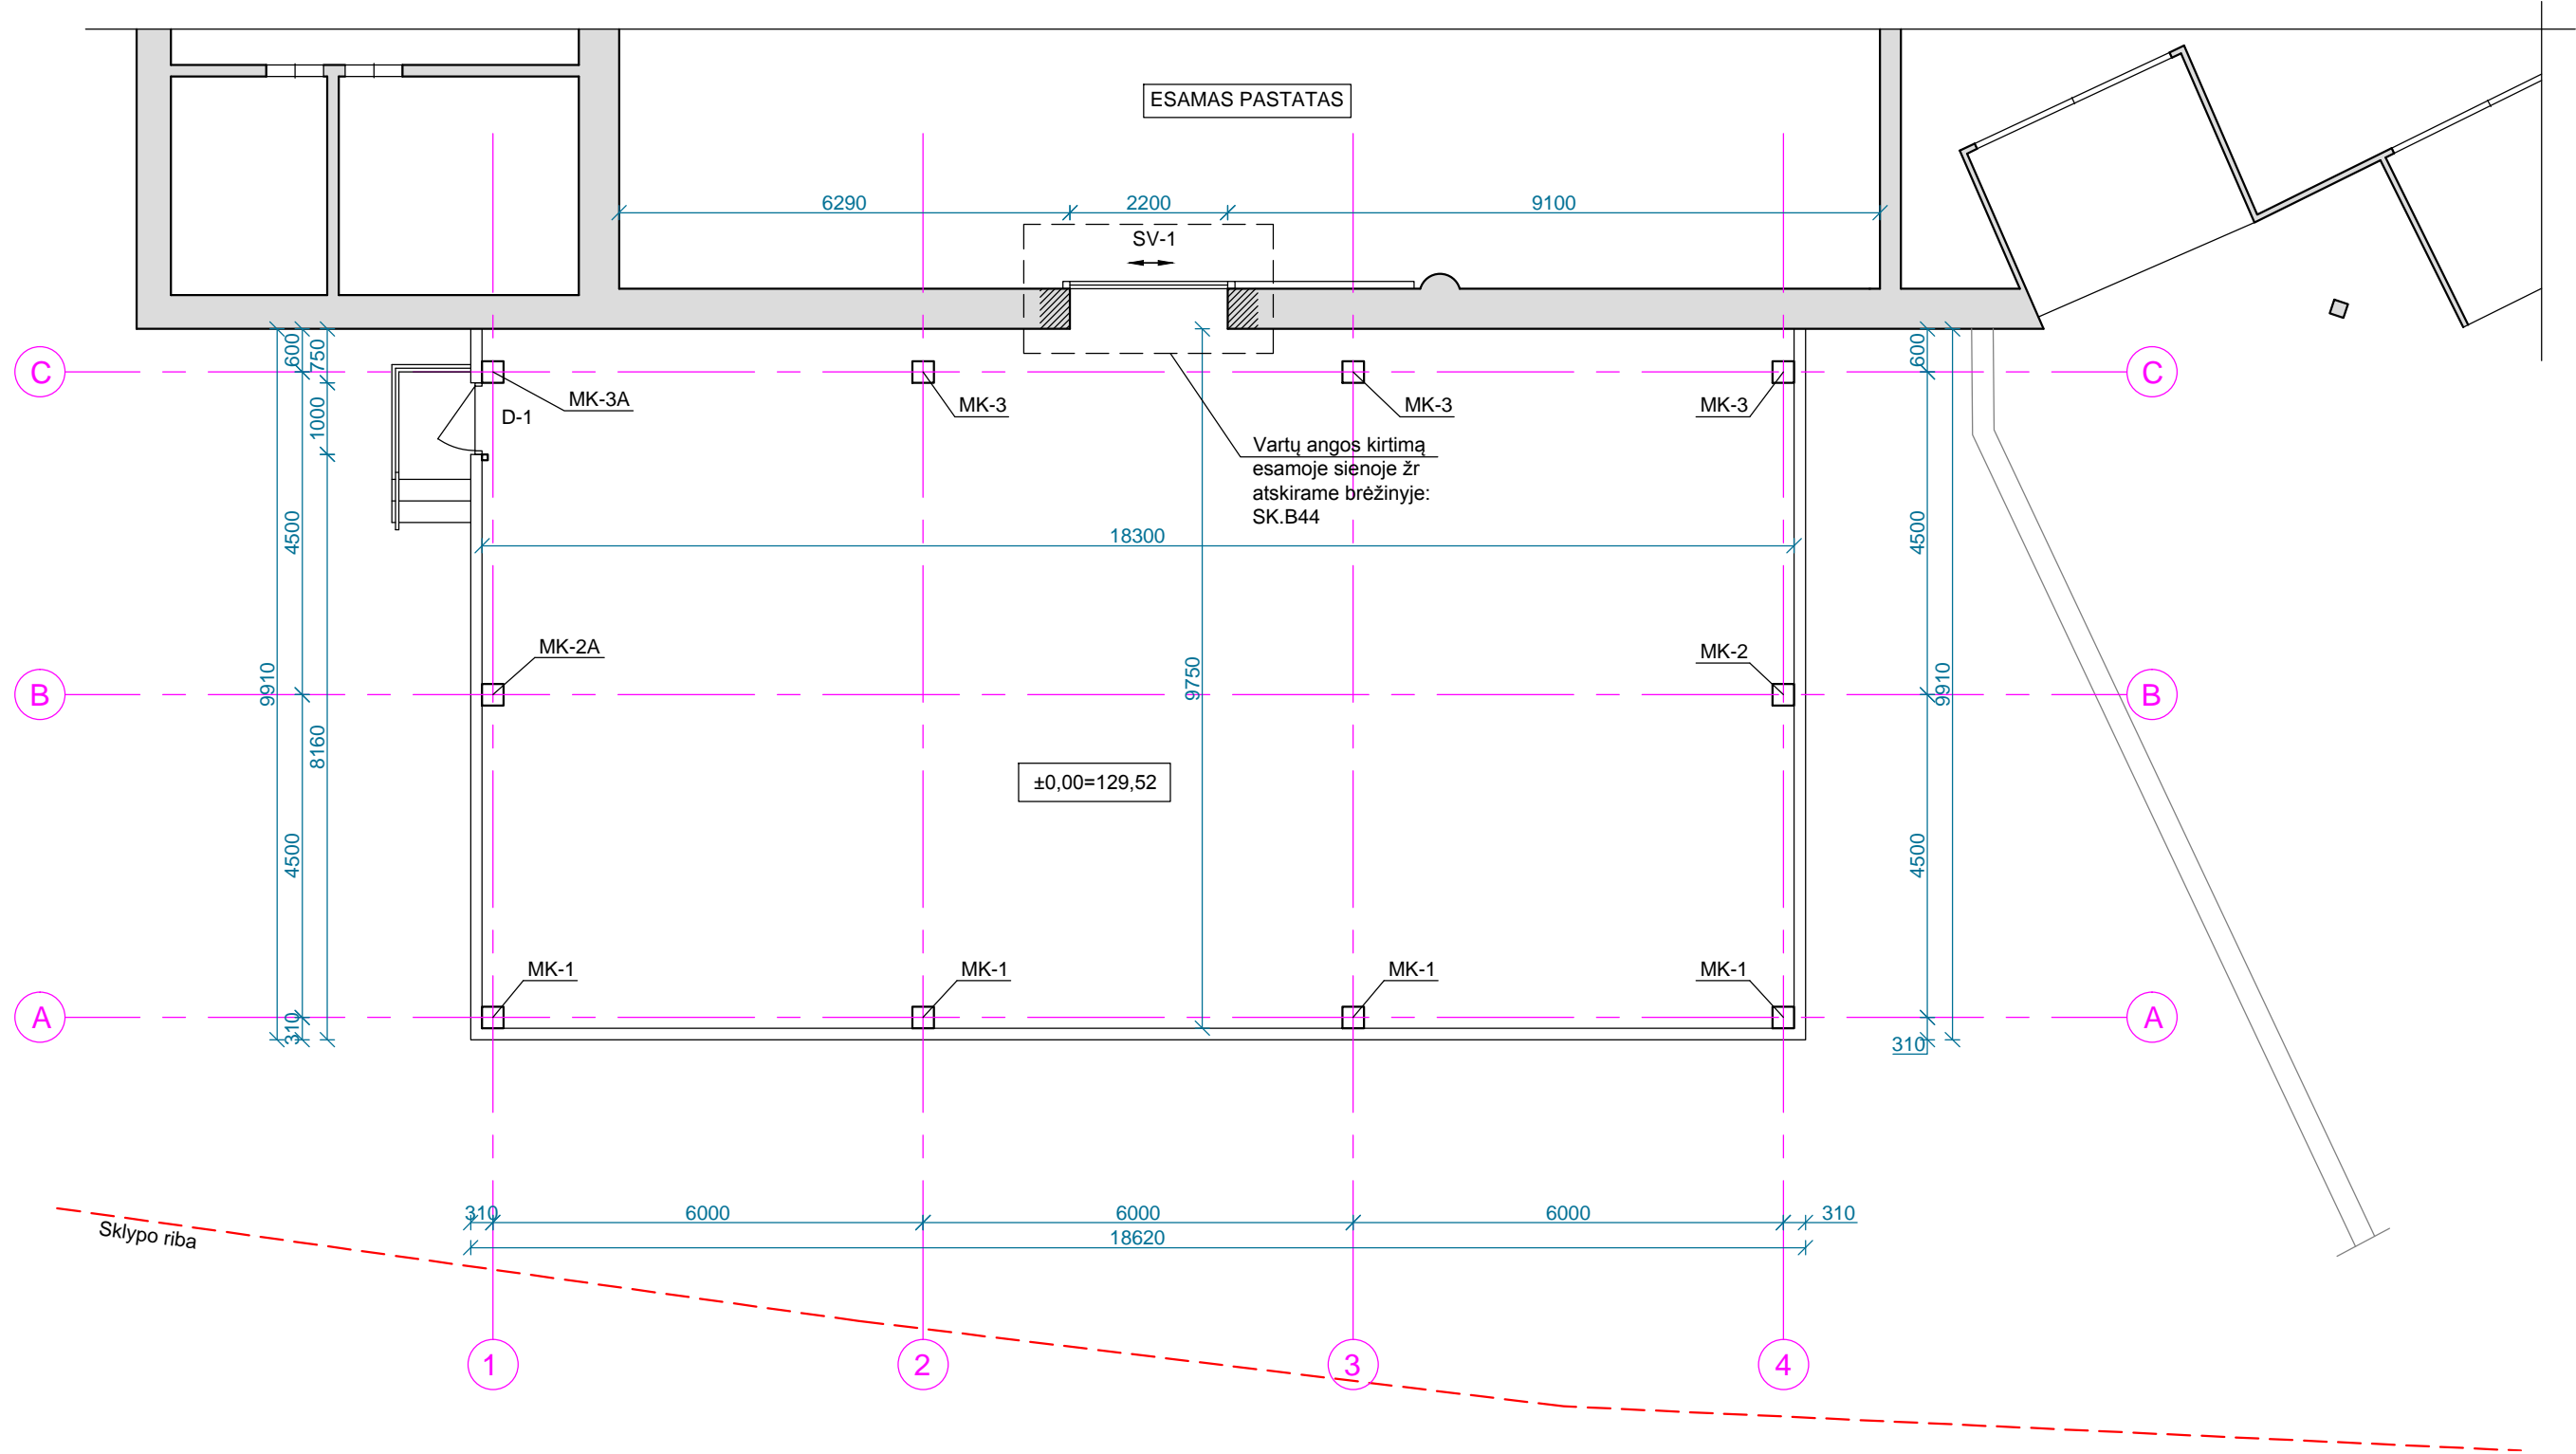 ESAMAS PASTATAS
6290
2200
9100
SV-1
600
750
600
C
C
MK-3A
MK-3
MK-3
MK-3
D-1
1000
Vartų angos kirtimą
esamoje sienoje žr
atskirame brėžinyje:
SK.B44
4500
18300
4500
MK-2A
MK-2
B
9910
9750
9910
B
8160
±0,00=129,52
4500
4500
MK-1
MK-1
MK-1
MK-1
A
310
A
310
310
6000
6000
6000
310
Sklypo riba
18620
1
2
3
4